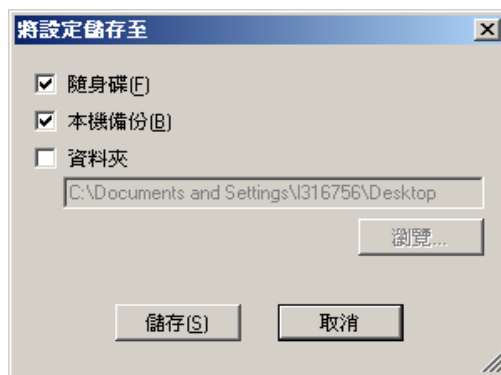 將設定儲存至
隨身碟(F)
本機備份(B)
資料夾
C:\Documents and Settings\I316756\Desktop
瀏覽...
儲存(S) 取消